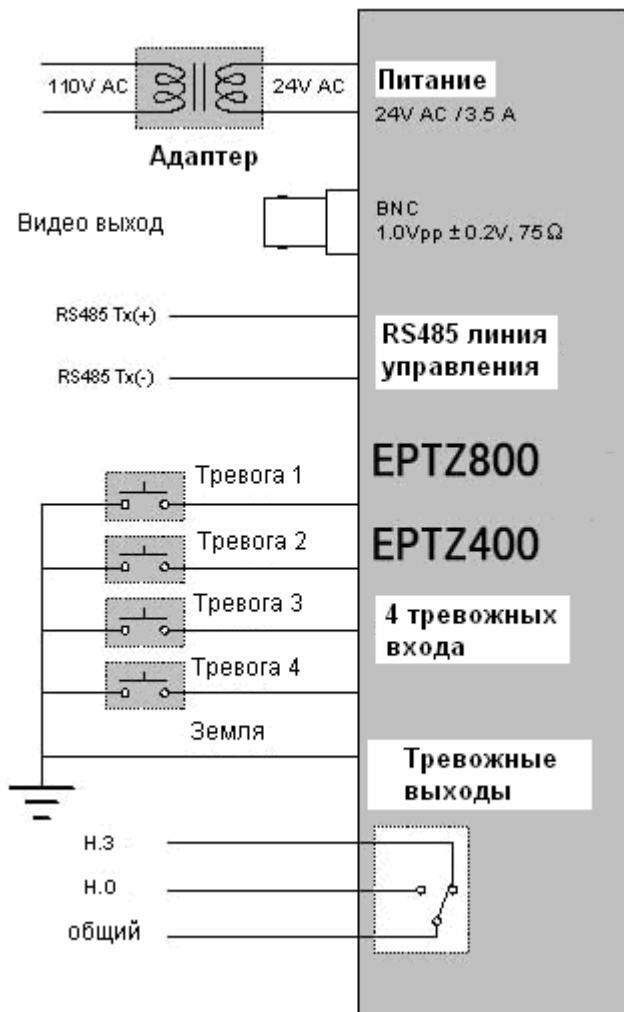 110V AC
24V AC
Питание
24V AC /3.5 A
Адаптер
Видео выход
BNC
1.0Vpp ± 0.2V, 75 Ω
RS485 Tx(+)
RS485 линия
управления
RS485 Tx(-)
EPTZ800
Тревога 1
EPTZ400
Тревога 2
Тревога 3
4 тревожных
входа
Тревога 4
Земля
Тревожные
выходы
Н.З
Н.О
общий